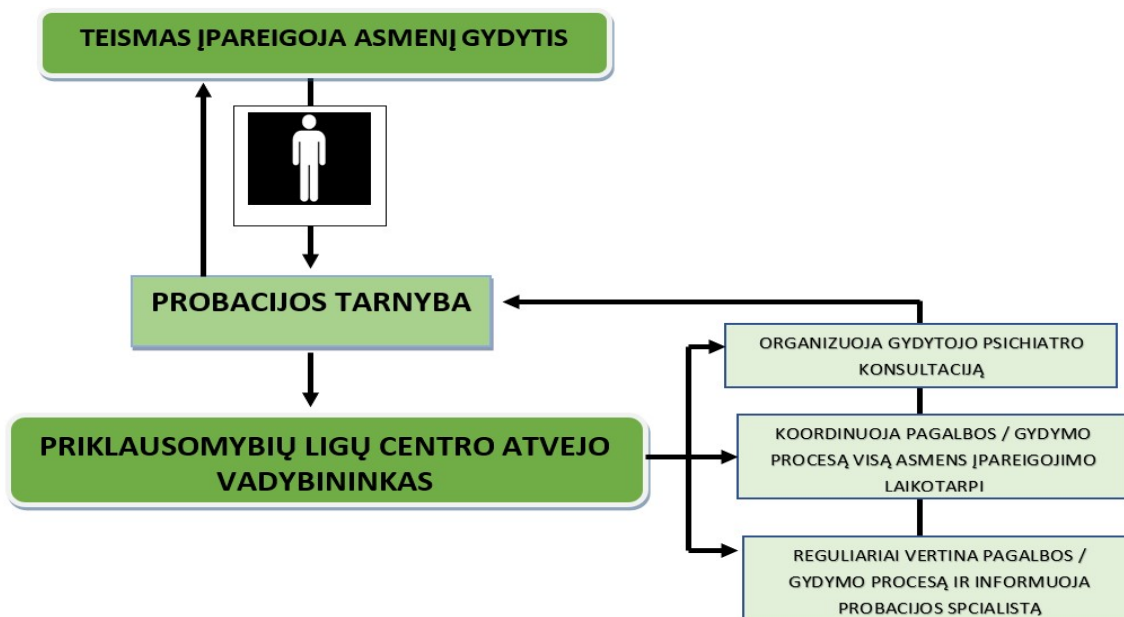 TEISMAS ĮPAREIGOJA ASMENĮ GYDYTIS
PROBACIJOS TARNYBA
PRIKLAUSOMYBIŲ LIGŲ CENTRO ATVEJO
VADYBININKAS
ORGANIZUOJA GYDYTOJO PSICHIATRO
KONSULTACIJĄ
KOORDINUOJA PAGALBOS / GYDYMO
PROCESĄ VISĄ ASMENS ĮPAREIGOJIMO
LAIKOTARPI
REGULIARIAI VERTINA PAGALBOS /
GYDYMO PROCESĄ IR INFORMUOJA
PROBACIJOS SPCIALISTĄ